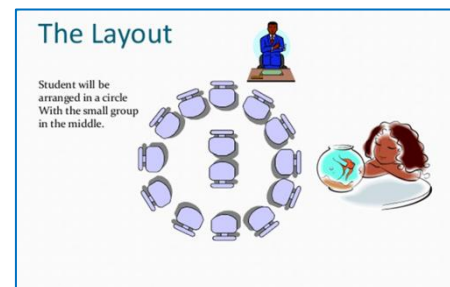 The Layout
Student will be
arranged in a circle
With the small group
in the middle.